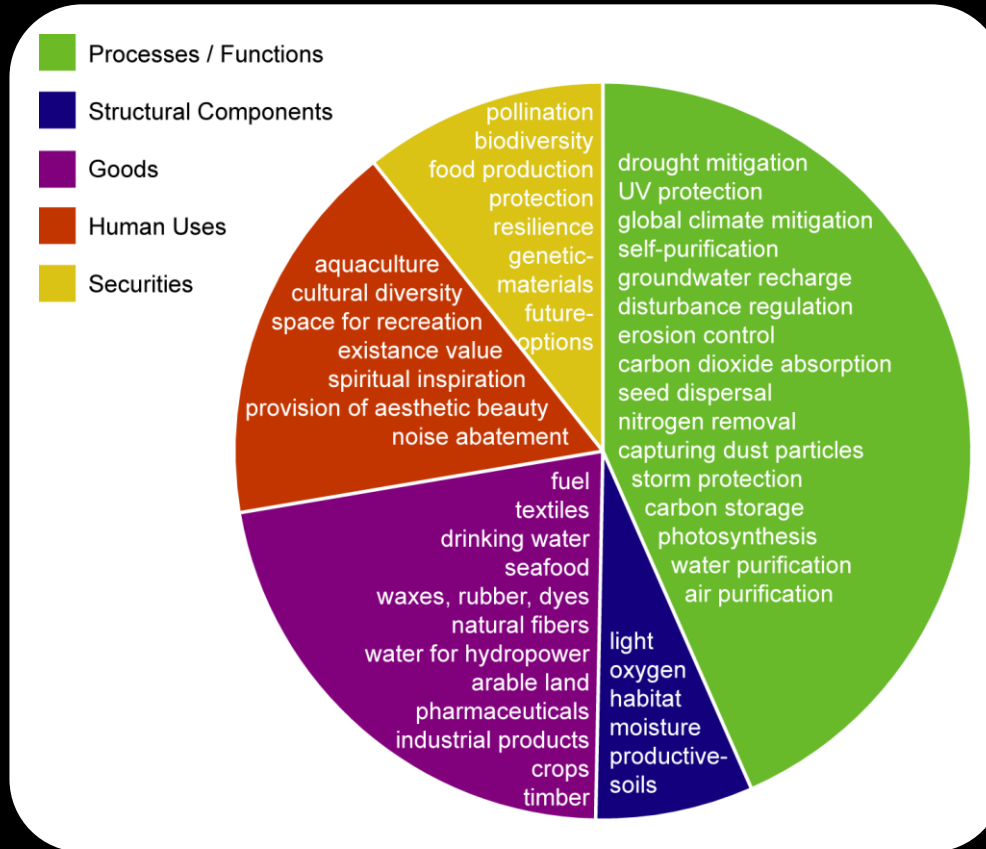 Processes / Functions
Structural Components
Goods
Human Uses
Securities
pollination
biodiversity
food production
protection
resilience
genetic-
materials
future-
options
drought mitigation
UV protection
global climate mitigation
self-purification
groundwater recharge
disturbance regulation
erosion control
carbon dioxide absorption
seed dispersal
nitrogen removal
capturing dust particles
storm protection
carbon storage
photosynthesis
water purification
air purification
aquaculture
cultural diversity
space for recreation
existance value
spiritual inspiration
provision of aesthetic beauty
noise abatement
fuel
textiles
drinking water
seafood
waxes, rubber, dyes
natural fibers
water for hydropower
arable land
pharmaceuticals
industrial products
crops
timber
light
oxygen
habitat
moisture
productive-
soils